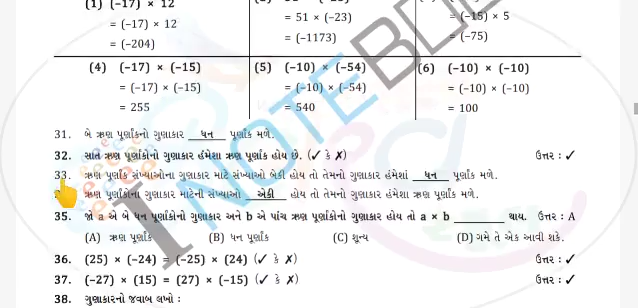 (1) (–17) × 12
= (–17) × 12
= (–204)
= 51 × (–23)
= (–1173)
= (–15) × 5
= (–75)
(4) (–17) × (–15)
= (–17) × (–15)
= 255
(5) (–10) × (–54)
= (–10) × (–54)
= 540
(6) (–10) × (–10)
= (–10) × (–10)
= 100
31. બે ઋણ પૂર્ણાંકનો ગુણાકાર ધન પૂર્ણાંક મળે.
32. સાત ઋણ પૂર્ણાંકોનો ગુણાકાર હંમેશા ઋણ પૂર્ણાંક હોય છે. (✓ કે ✗) ઉત્તર : ✓
33. ઋણ પૂર્ણાંક સંખ્યાઓના ગુણાકાર માટે સંખ્યાઓ બેકી હોય તો તેમનો ગુણાકાર હંમેશાં ધન પૂર્ણાંક મળે.
ઋણ પૂર્ણાંકોના ગુણાકાર માટેની સંખ્યાઓ એકી હોય તો તેમનો ગુણાકાર હંમેશા ઋણ પૂર્ણાંક મળે.
35. જો a એ બે ધન પૂર્ણાંકોનો ગુણાકાર અને b એ પાંચ ઋણ પૂર્ણાંકોનો ગુણાકાર હોય તો a × b ________ થાય. ઉત્તર : A
(A) ઋણ પૂર્ણાંક (B) ધન પૂર્ણાંક (C) શૂન્ય (D) ગમે તે એક આવી શકે.
36. (25) × (–24) = (–25) × (24) (✓ કે ✗) ઉત્તર : ✓
37. (–27) × (15) = (27) × (–15) (✓ કે ✗) ઉત્તર : ✓
38. ગુણાકારનો જવાબ લખો :